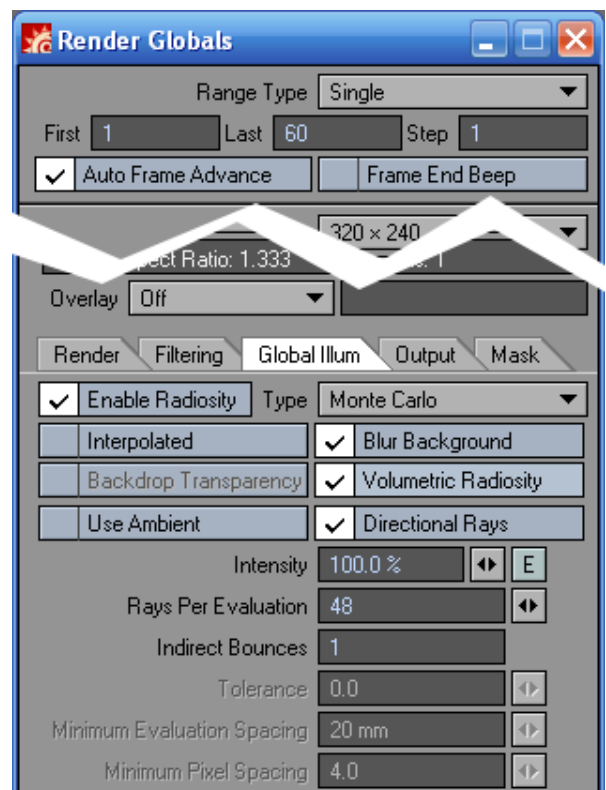 Render Globals
Range Type Single
First 1 Last 60 Step 1
Auto Frame Advance Frame End Beep
320 × 240
Ratio: 1.333 1
Overlay Off
Render Filtering Global Illum Output Mask
Enable Radiosity Type Monte Carlo
Interpolated Blur Background
Backdrop Transparency Volumetric Radiosity
Use Ambient Directional Rays
Intensity 100.0 % E
Rays Per Evaluation 48
Indirect Bounces 1
Tolerance 0.0
Minimum Evaluation Spacing 20 mm
Minimum Pixel Spacing 4.0